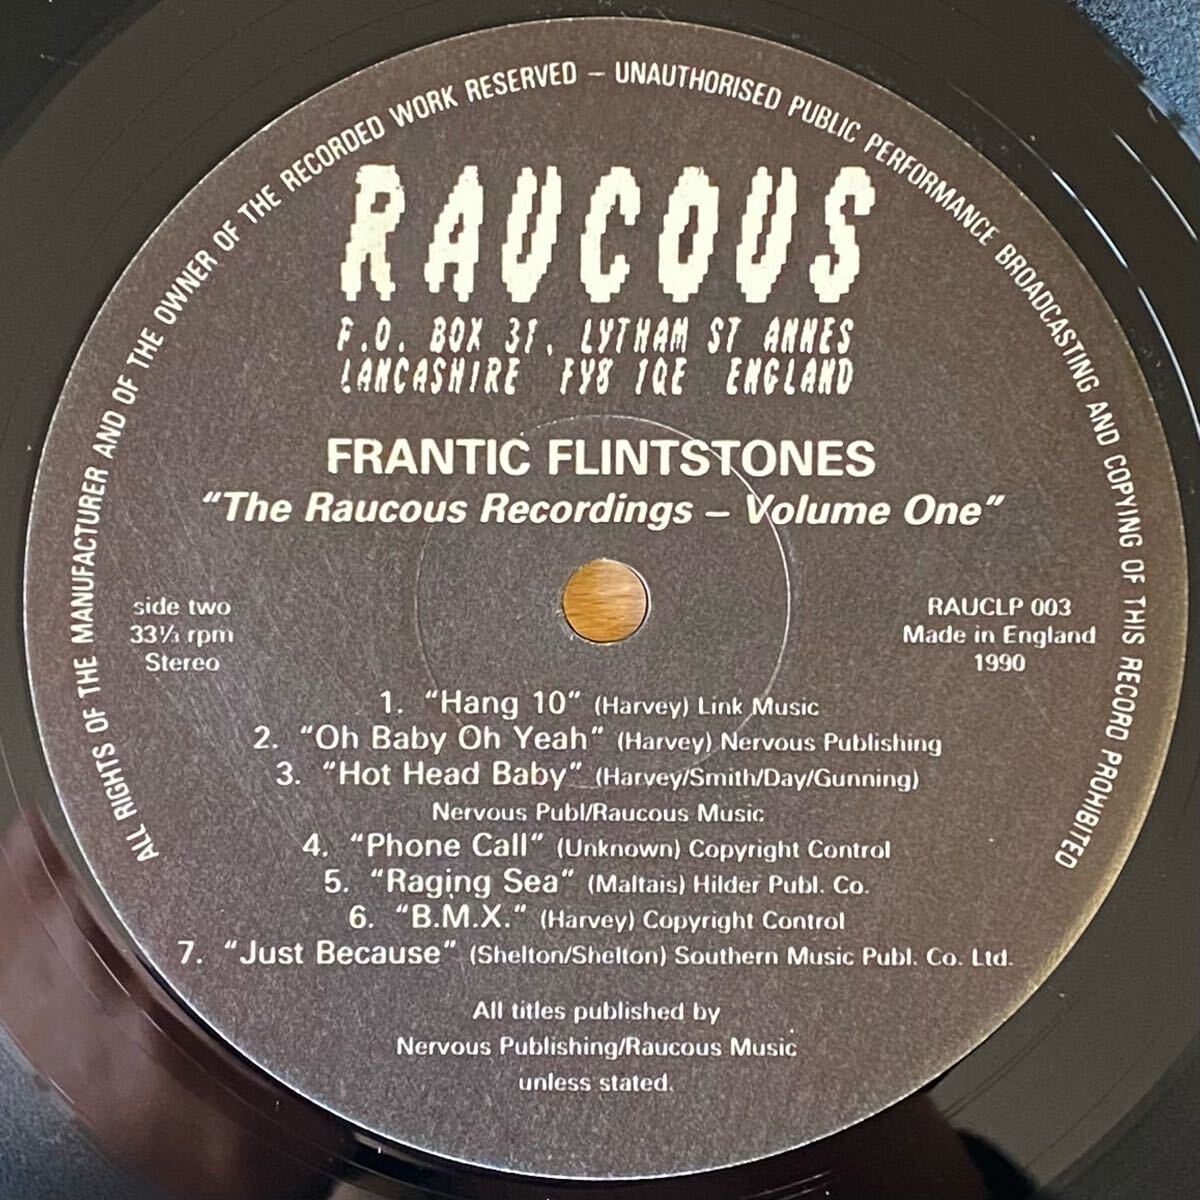 ALL RIGHTS OF THE MANUFACTURER AND OF THE OWNER OF THE RECORDED WORK RESERVED – UNAUTHORISED PUBLIC PERFORMANCE BROADCASTING AND COPYING OF THIS RECORD PROHIBITED
RAUCOUS
P.O. BOX 31, LYTHAM ST ANNES
LANCASHIRE FY8 1QE ENGLAND
FRANTIC FLINTSTONES
“The Raucous Recordings – Volume One”
side two
33⅓ rpm
Stereo
RAUCLP 003
Made in England
1990
1. “Hang 10” (Harvey) Link Music
2. “Oh Baby Oh Yeah” (Harvey) Nervous Publishing
3. “Hot Head Baby” (Harvey/Smith/Day/Gunning)
Nervous Publ/Raucous Music
4. “Phone Call” (Unknown) Copyright Control
5. “Raging Sea” (Maltais) Hilder Publ. Co.
6. “B.M.X.” (Harvey) Copyright Control
7. “Just Because” (Shelton/Shelton) Southern Music Publ. Co. Ltd.
All titles published by
Nervous Publishing/Raucous Music
unless stated.